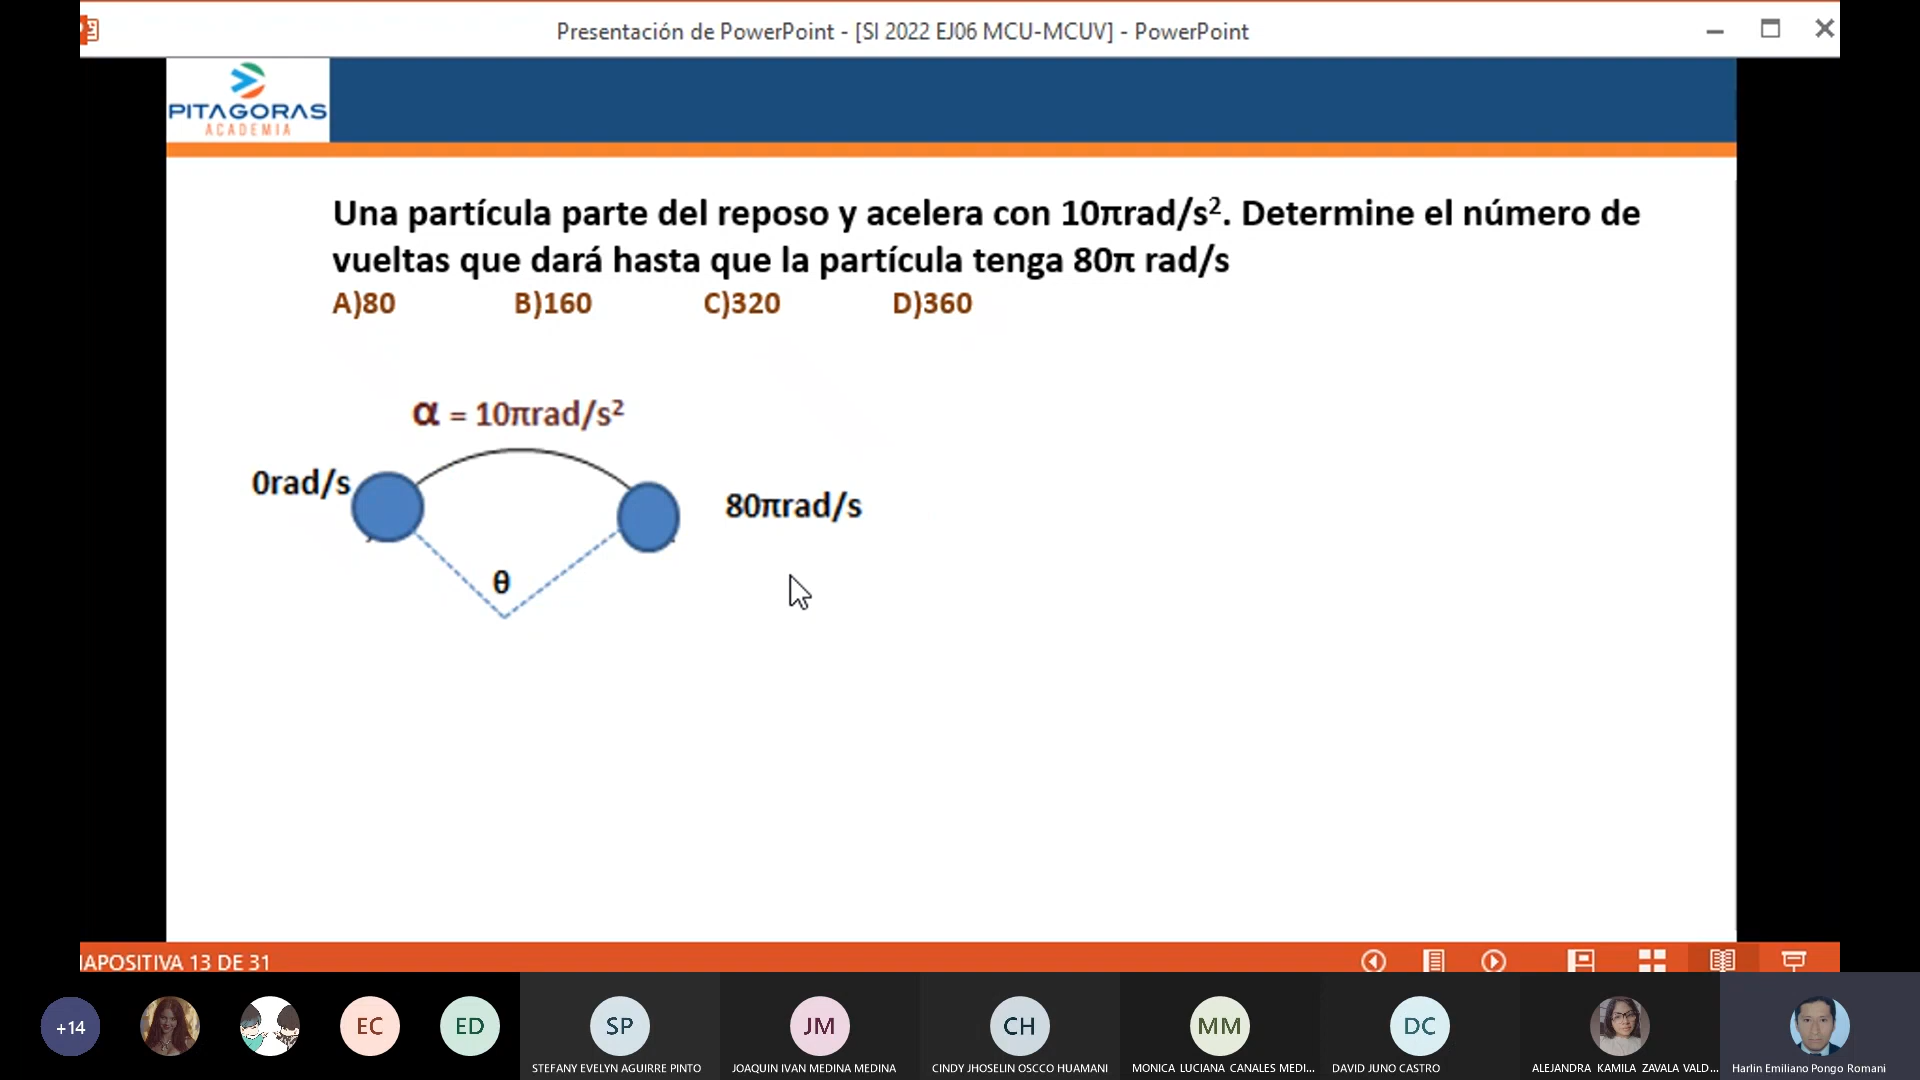 Presentación de PowerPoint - [SI 2022 EJ06 MCU-MCUV] - PowerPoint
PITAGORAS
ACADEMIA
Una partícula parte del reposo y acelera con 10πrad/s². Determine el número de
vueltas que dará hasta que la partícula tenga 80π rad/s
A)80 B)160 C)320 D)360
α = 10πrad/s²
0rad/s
80πrad/s
θ
IAPOSITIVA 13 DE 31
+14
EC
ED
SP
JM
CH
MM
DC
STEFANY EVELYN AGUIRRE PINTO
JOAQUIN IVAN MEDINA MEDINA
CINDY JHOSELIN OSCCO HUAMANI
MONICA LUCIANA CANALES MEDI...
DAVID JUNO CASTRO
ALEJANDRA KAMILA ZAVALA VALD...
Harlin Emiliano Pongo Romani